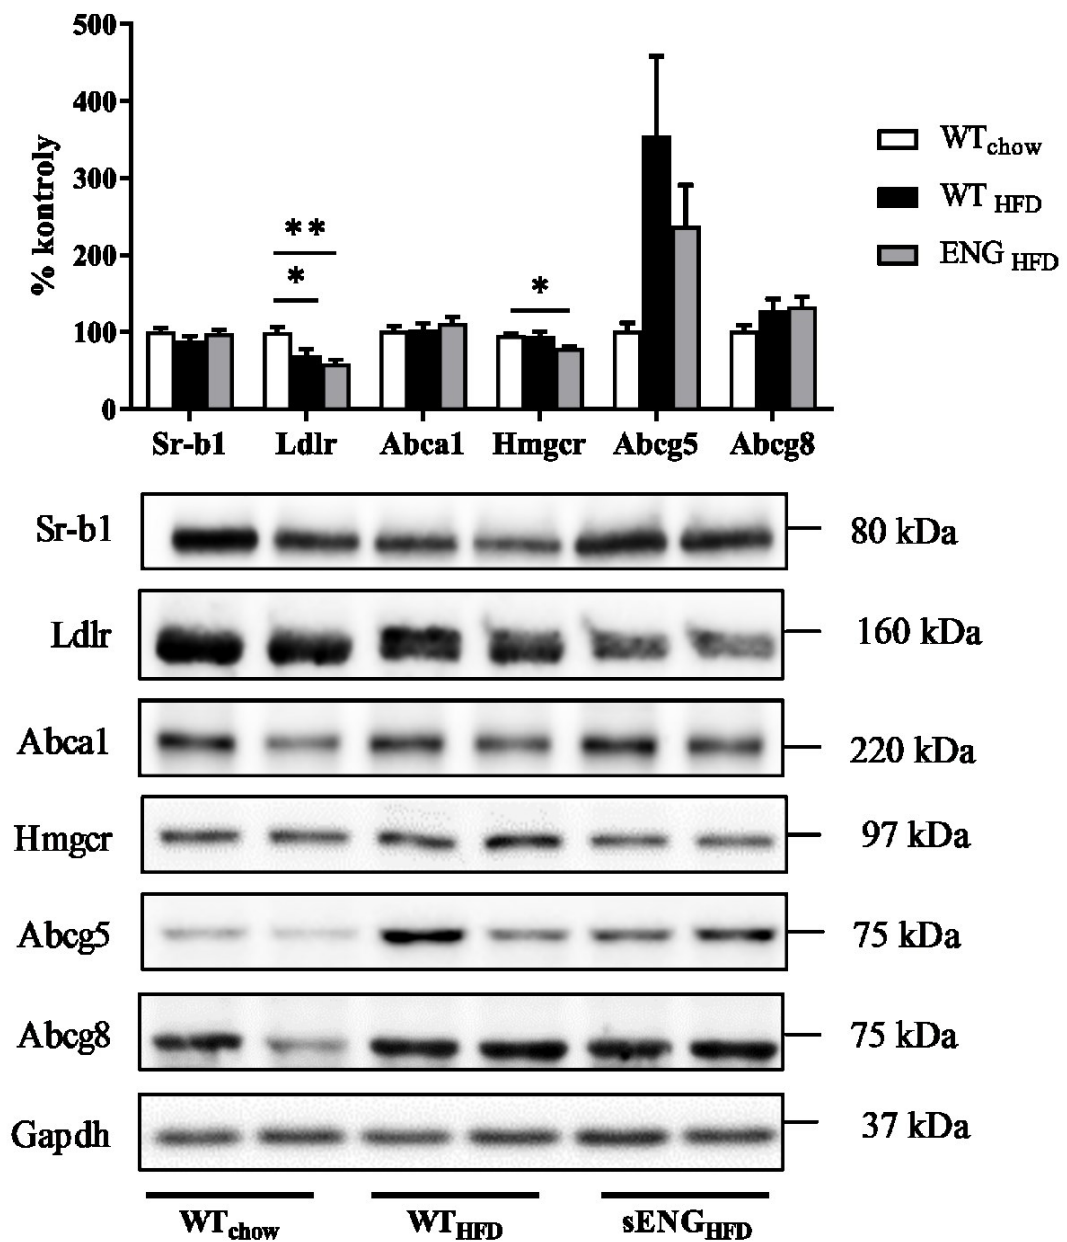 500
400
300
200
100
0
% kontroly
**
*
*
WTchow
WT HFD
ENG HFD
Sr-b1 Ldlr Abca1 Hmgcr Abcg5 Abcg8
Sr-b1 80 kDa
Ldlr 160 kDa
Abca1 220 kDa
Hmgcr 97 kDa
Abcg5 75 kDa
Abcg8 75 kDa
Gapdh 37 kDa
WTchow WTHFD sENGHFD